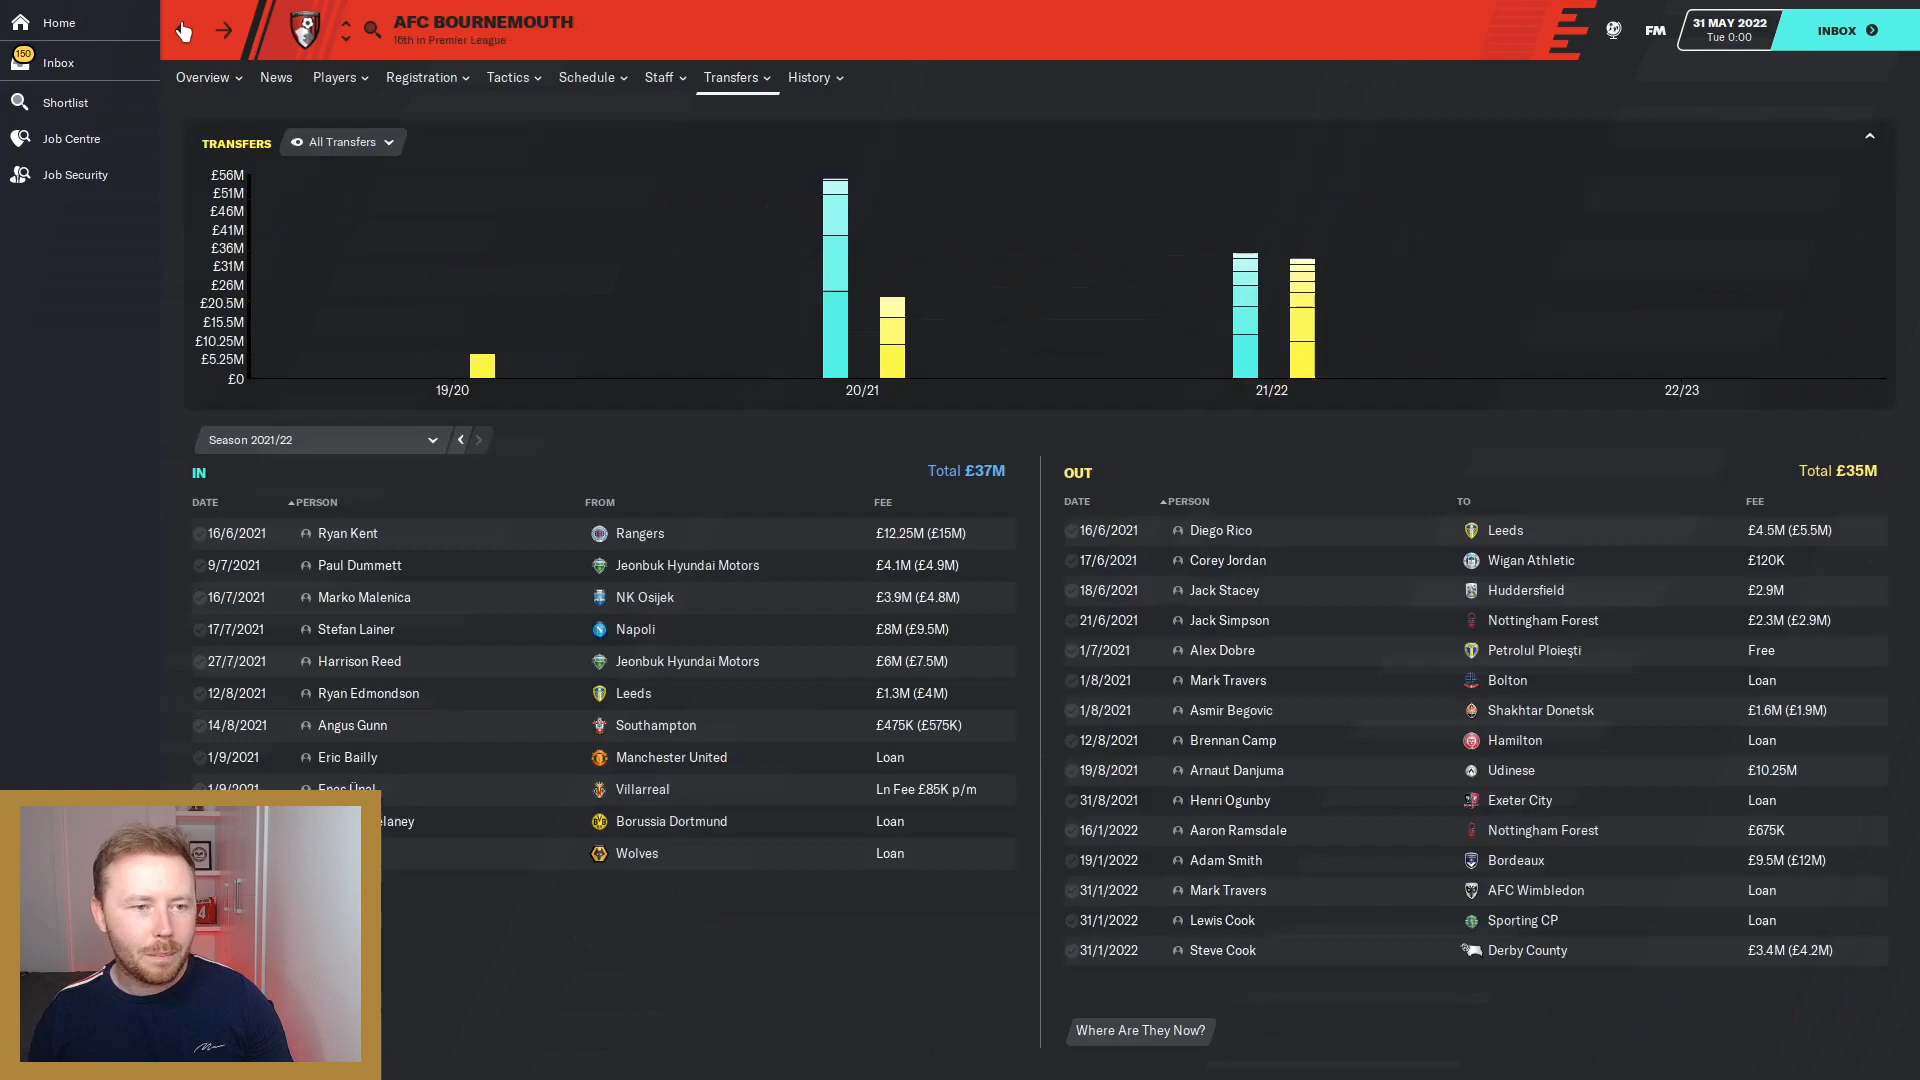 Home
AFC BOURNEMOUTH
16th in Premier League
FM
31 MAY 2022
Tue 0:00
INBOX
150
Inbox
Overview News Players Registration Tactics Schedule Staff Transfers History
Shortlist
Job Centre
Job Security
TRANSFERS All Transfers
£56M
£51M
£46M
£41M
£36M
£31M
£26M
£20.5M
£15.5M
£10.25M
£5.25M
£0
19/20 20/21 21/22 22/23
Season 2021/22
IN Total £37M
DATE PERSON FROM FEE
16/6/2021 Ryan Kent Rangers £12.25M (£15M)
9/7/2021 Paul Dummett Jeonbuk Hyundai Motors £4.1M (£4.9M)
16/7/2021 Marko Malenica NK Osijek £3.9M (£4.8M)
17/7/2021 Stefan Lainer Napoli £8M (£9.5M)
27/7/2021 Harrison Reed Jeonbuk Hyundai Motors £6M (£7.5M)
12/8/2021 Ryan Edmondson Leeds £1.3M (£4M)
14/8/2021 Angus Gunn Southampton £475K (£575K)
1/9/2021 Eric Bailly Manchester United Loan
1/9/2021 Enes Ünal Villarreal Ln Fee £85K p/m
elaney Borussia Dortmund Loan
Wolves Loan
OUT Total £35M
DATE PERSON TO FEE
16/6/2021 Diego Rico Leeds £4.5M (£5.5M)
17/6/2021 Corey Jordan Wigan Athletic £120K
18/6/2021 Jack Stacey Huddersfield £2.9M
21/6/2021 Jack Simpson Nottingham Forest £2.3M (£2.9M)
1/7/2021 Alex Dobre Petrolul Ploieşti Free
1/8/2021 Mark Travers Bolton Loan
1/8/2021 Asmir Begovic Shakhtar Donetsk £1.6M (£1.9M)
12/8/2021 Brennan Camp Hamilton Loan
19/8/2021 Arnaut Danjuma Udinese £10.25M
31/8/2021 Henri Ogunby Exeter City Loan
16/1/2022 Aaron Ramsdale Nottingham Forest £675K
19/1/2022 Adam Smith Bordeaux £9.5M (£12M)
31/1/2022 Mark Travers AFC Wimbledon Loan
31/1/2022 Lewis Cook Sporting CP Loan
31/1/2022 Steve Cook Derby County £3.4M (£4.2M)
Where Are They Now?